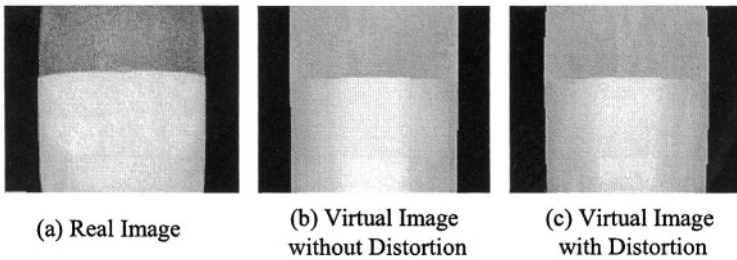 (a) Real Image
(b) Virtual Image
without Distortion
(c) Virtual Image
with Distortion